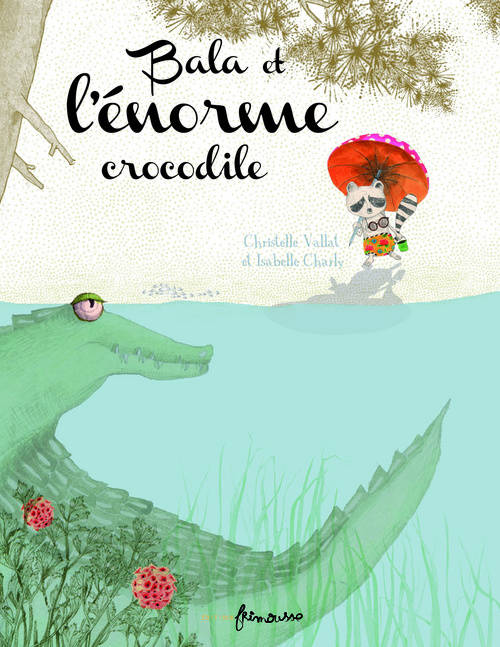 Bala et
l'énorme
crocodile
Christelle Vallat
et Isabelle Charly
frimousse